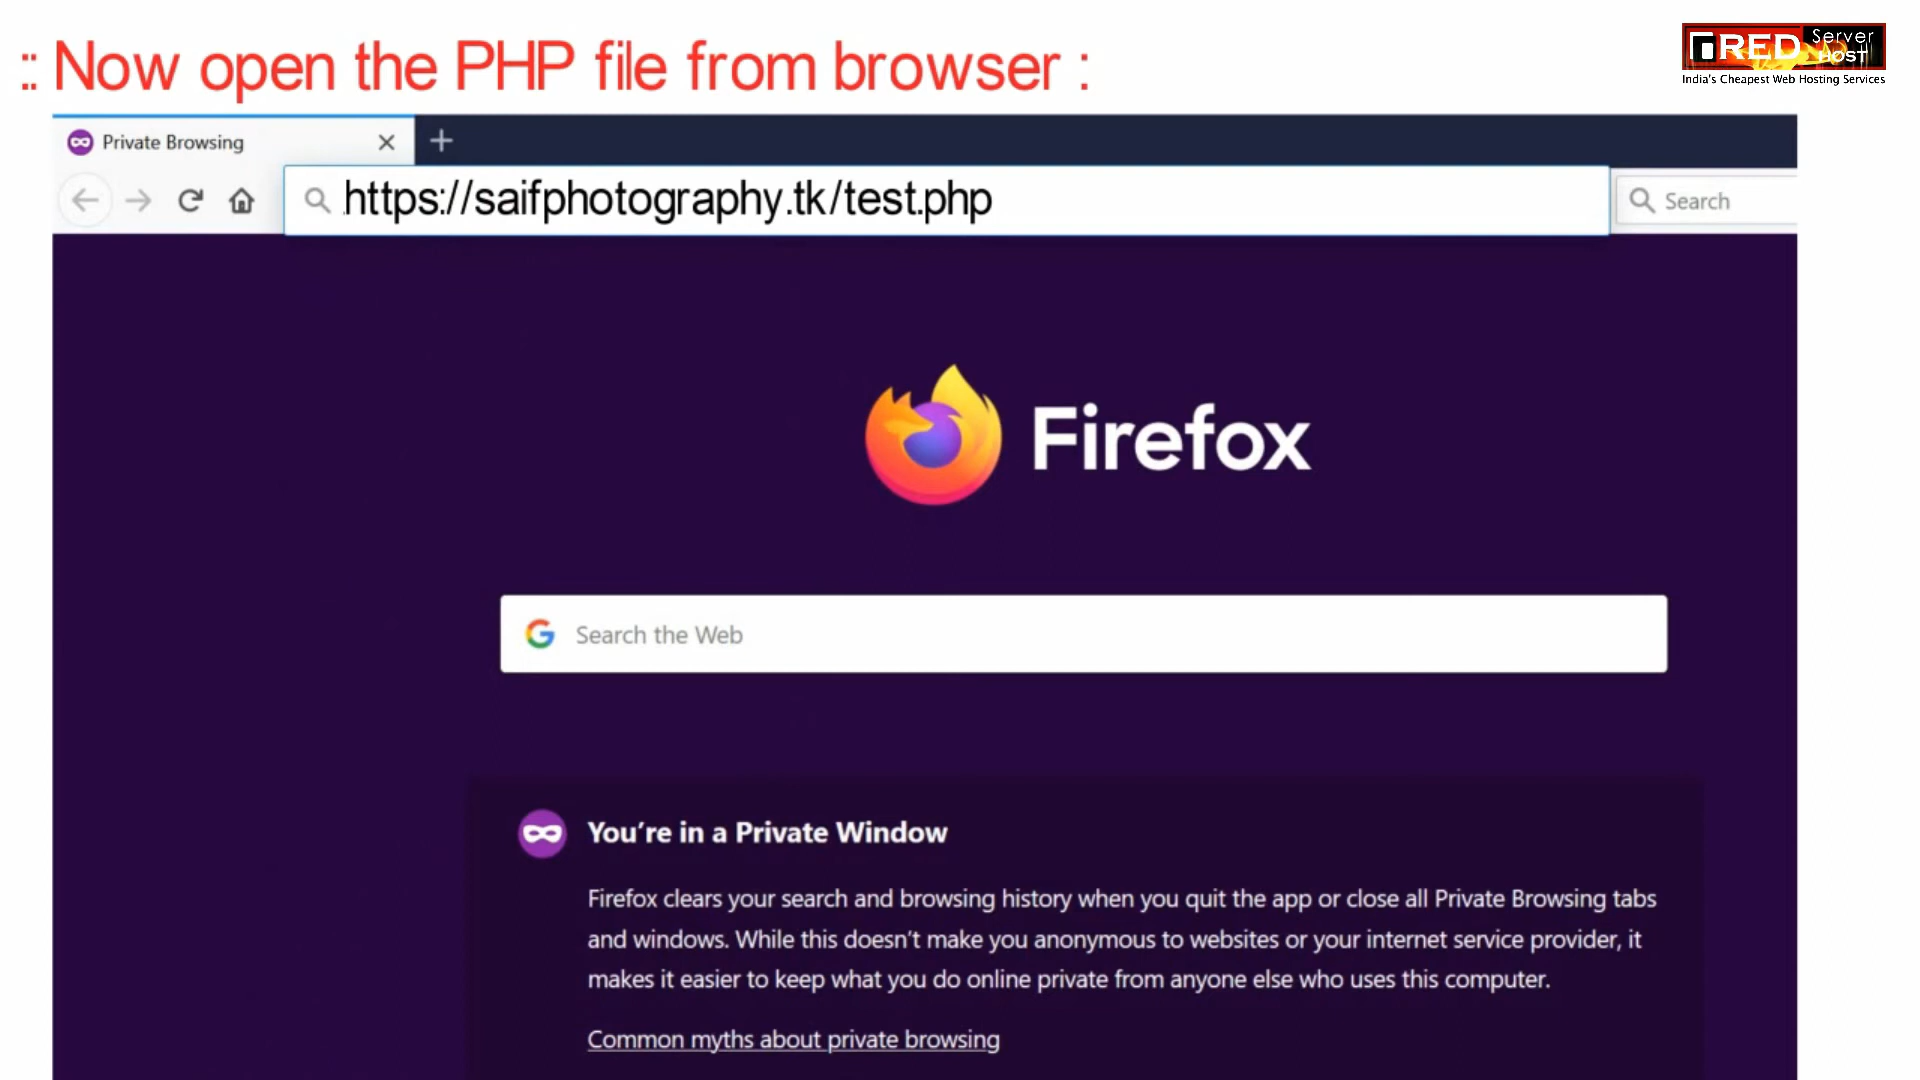 :: Now open the PHP file from browser :
RED Server
HOST
India's Cheapest Web Hosting Services
Private Browsing
https://saifphotography.tk/test.php
Search
Firefox
Search the Web
You're in a Private Window
Firefox clears your search and browsing history when you quit the app or close all Private Browsing tabs
and windows. While this doesn't make you anonymous to websites or your internet service provider, it
makes it easier to keep what you do online private from anyone else who uses this computer.
Common myths about private browsing